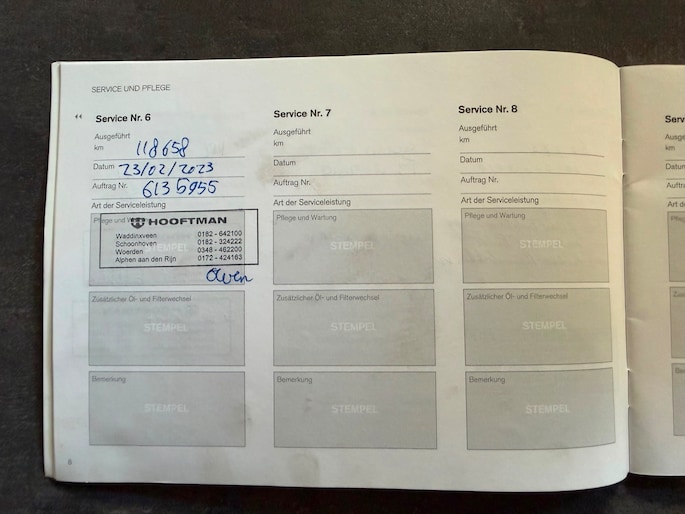 SERVICE UND PFLEGE
Service Nr. 6
Ausgeführt
km 118658
Datum 23/02/2023
Auftrag Nr. 6135955
Art der Serviceleistung
Pflege und
HOOFTMAN
Waddinxveen 0182 - 642100
Schoonhoven 0182 - 324222
Woerden 0348 - 462200
Alphen aan den Rijn 0172 - 424163
STEMPEL
Zusätzlicher Öl- und Filterwechsel
STEMPEL
Bemerkung
STEMPEL
Service Nr. 7
Ausgeführt
km
Datum
Auftrag Nr.
Art der Serviceleistung
Pflege und Wartung
STEMPEL
Zusätzlicher Öl- und Filterwechsel
STEMPEL
Bemerkung
STEMPEL
Service Nr. 8
Ausgeführt
km
Datum
Auftrag Nr.
Art der Serviceleistung
Pflege und Wartung
STEMPEL
Zusätzlicher Öl- und Filterwechsel
STEMPEL
Bemerkung
STEMPEL